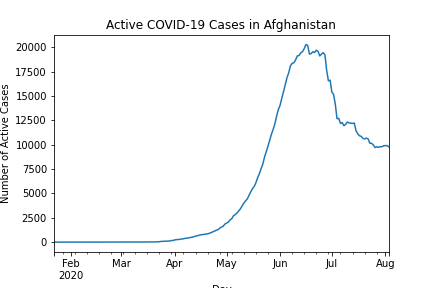 Active COVID-19 Cases in Afghanistan
Number of Active Cases
20000
17500
15000
12500
10000
7500
5000
2500
0
Feb
2020
Mar
Apr
May
Jun
Jul
Aug